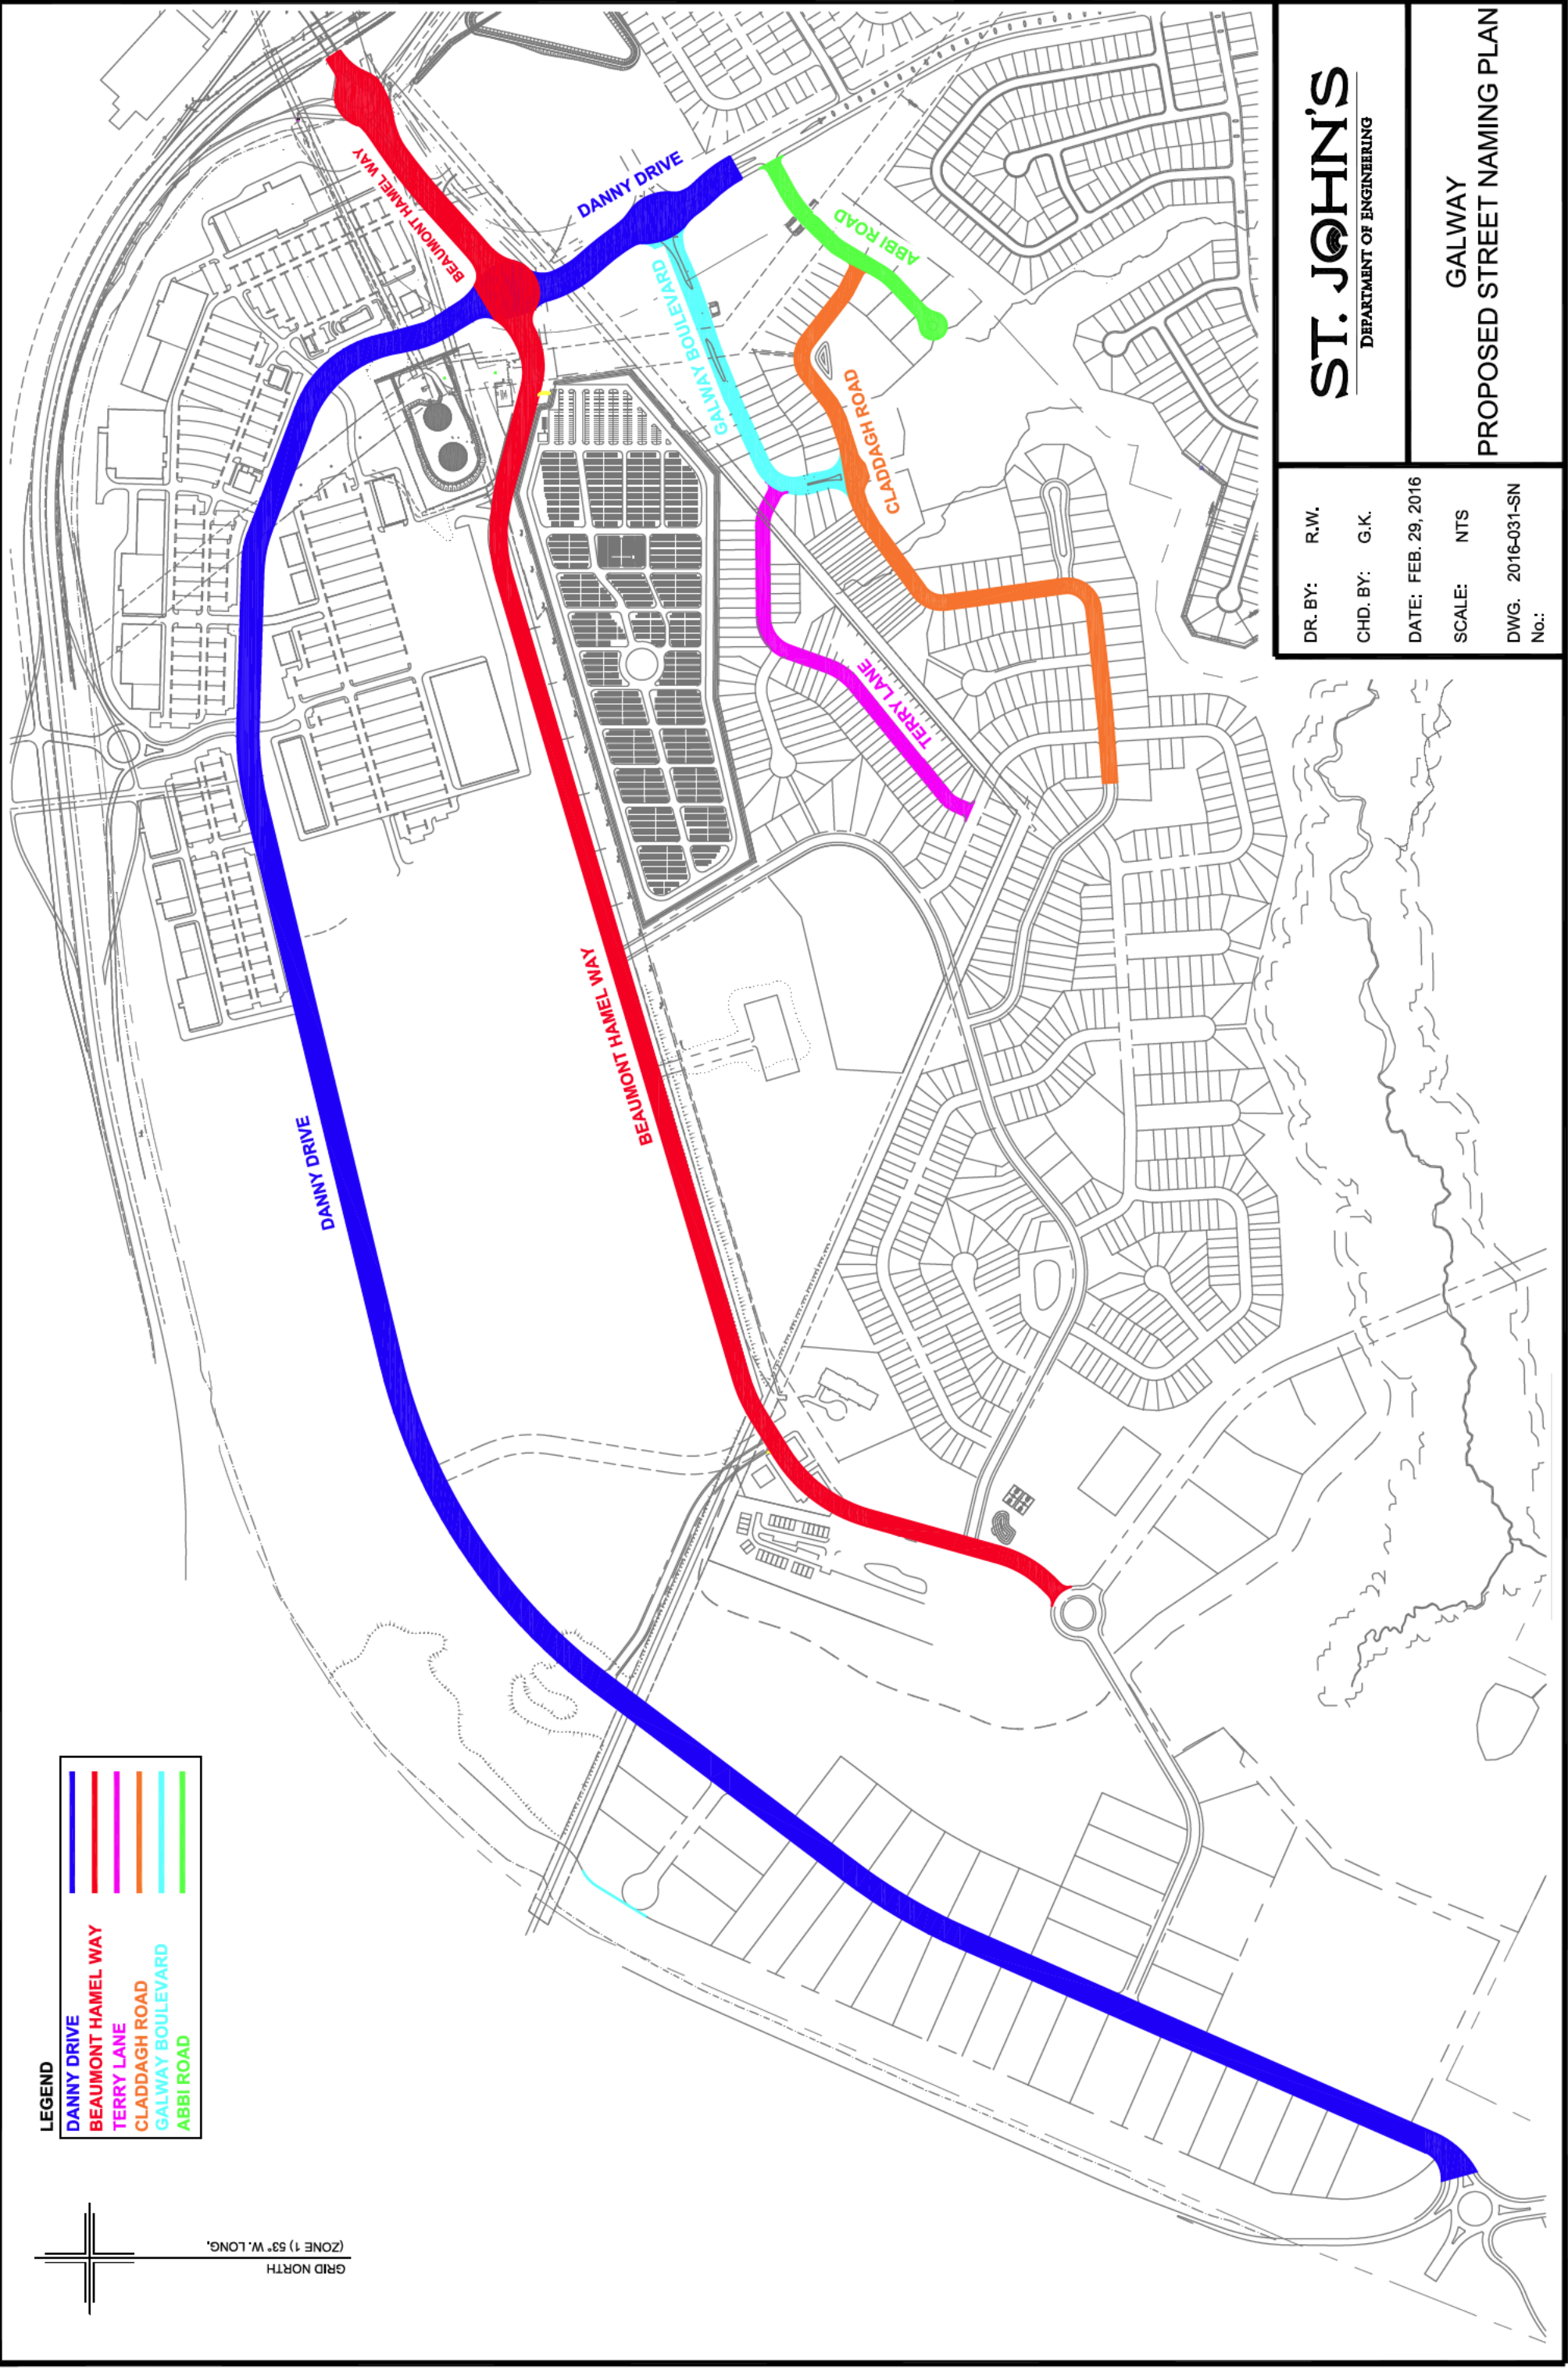 LEGEND
DANNY DRIVE
BEAUMONT HAMEL WAY
TERRY LANE
CLADDAGH ROAD
GALWAY BOULEVARD
ABBI ROAD
GRID NORTH
(ZONE 1) 53° W. LONG.
DANNY DRIVE
BEAUMONT HAMEL WAY
BEAUMONT HAMEL WAY
DANNY DRIVE
GALWAY BOULEVARD
ABBI ROAD
CLADDAGH ROAD
TERRY LANE
ST. JOHN'S
DEPARTMENT OF ENGINEERING
GALWAY
PROPOSED STREET NAMING PLAN
DR. BY: R.W.
CHD. BY: G.K.
DATE: FEB. 29, 2016
SCALE: NTS
DWG. 2016-031-SN
No.: